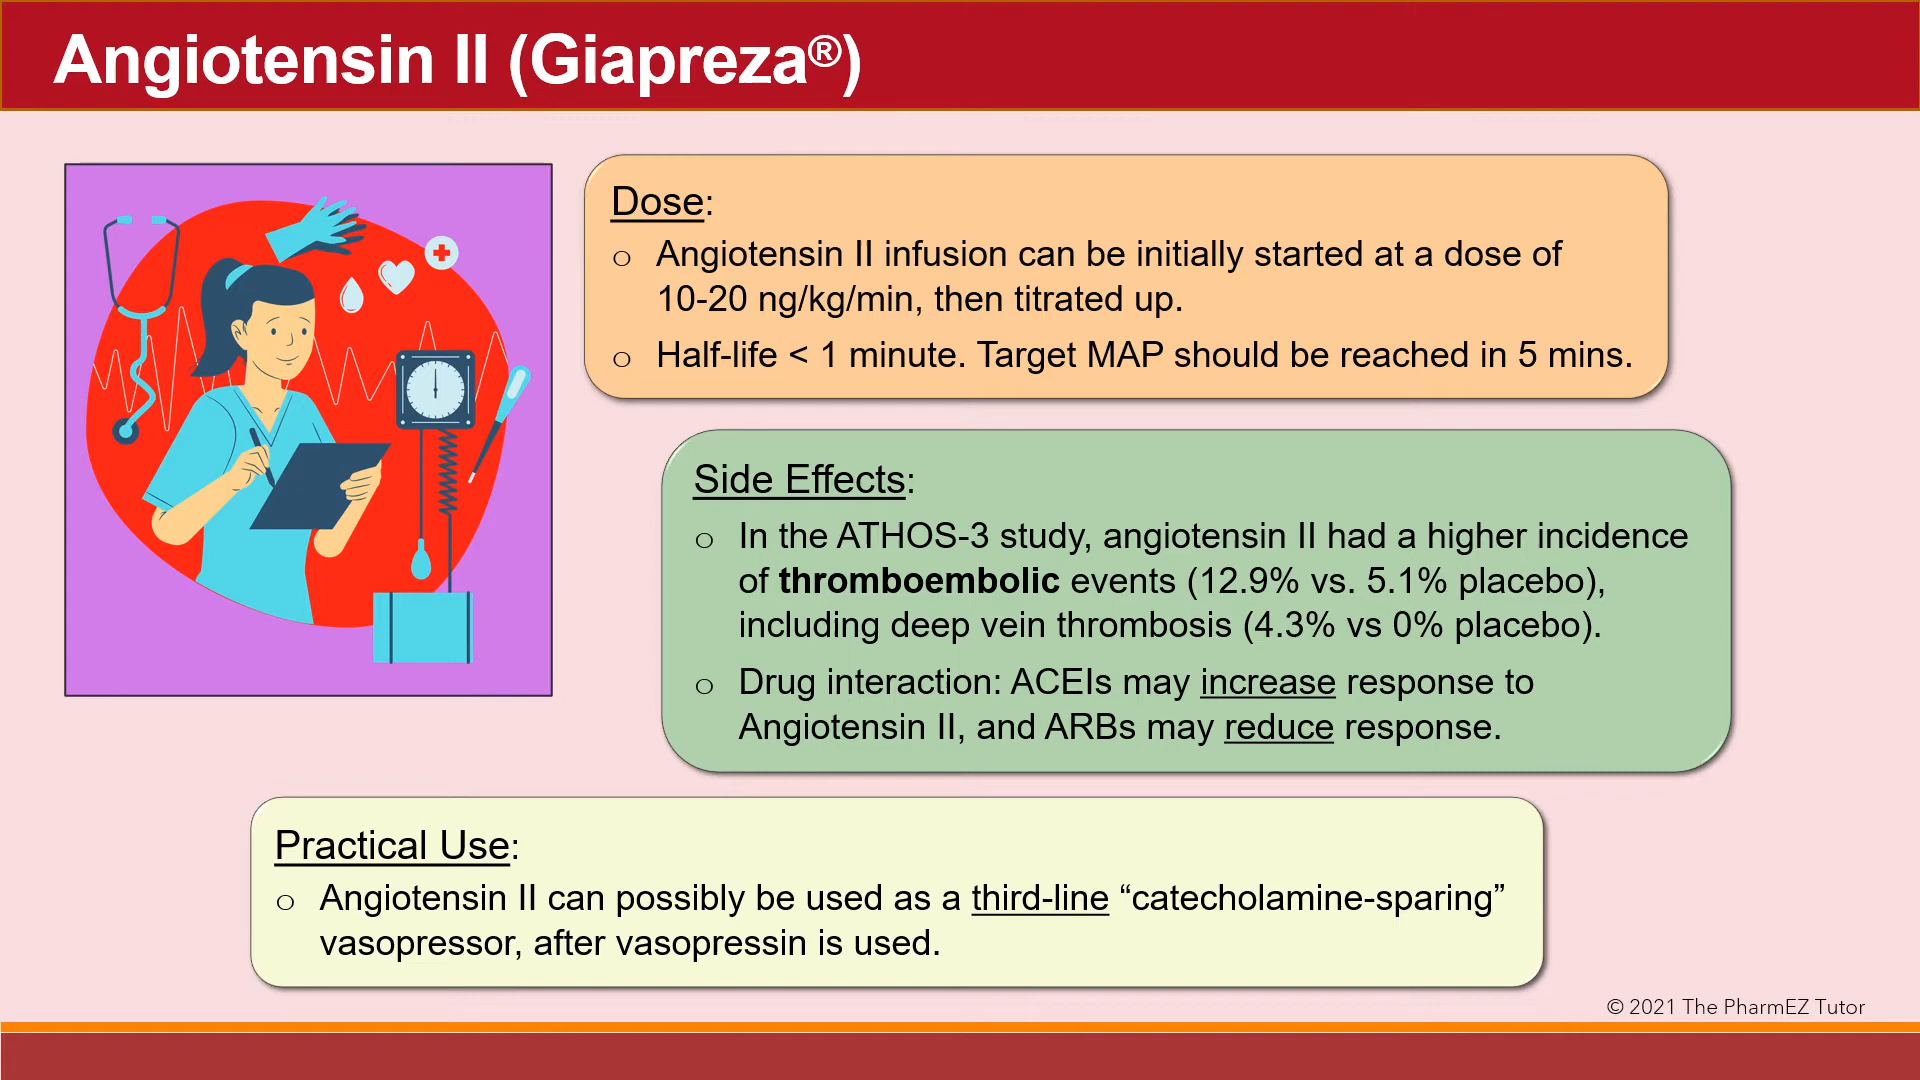 Angiotensin II (Giapreza®)
Dose:
○ Angiotensin II infusion can be initially started at a dose of
10-20 ng/kg/min, then titrated up.
○ Half-life < 1 minute. Target MAP should be reached in 5 mins.
Side Effects:
○ In the ATHOS-3 study, angiotensin II had a higher incidence
of thromboembolic events (12.9% vs. 5.1% placebo),
including deep vein thrombosis (4.3% vs 0% placebo).
○ Drug interaction: ACEIs may increase response to
Angiotensin II, and ARBs may reduce response.
Practical Use:
○ Angiotensin II can possibly be used as a third-line “catecholamine-sparing”
vasopressor, after vasopressin is used.
© 2021 The PharmEZ Tutor